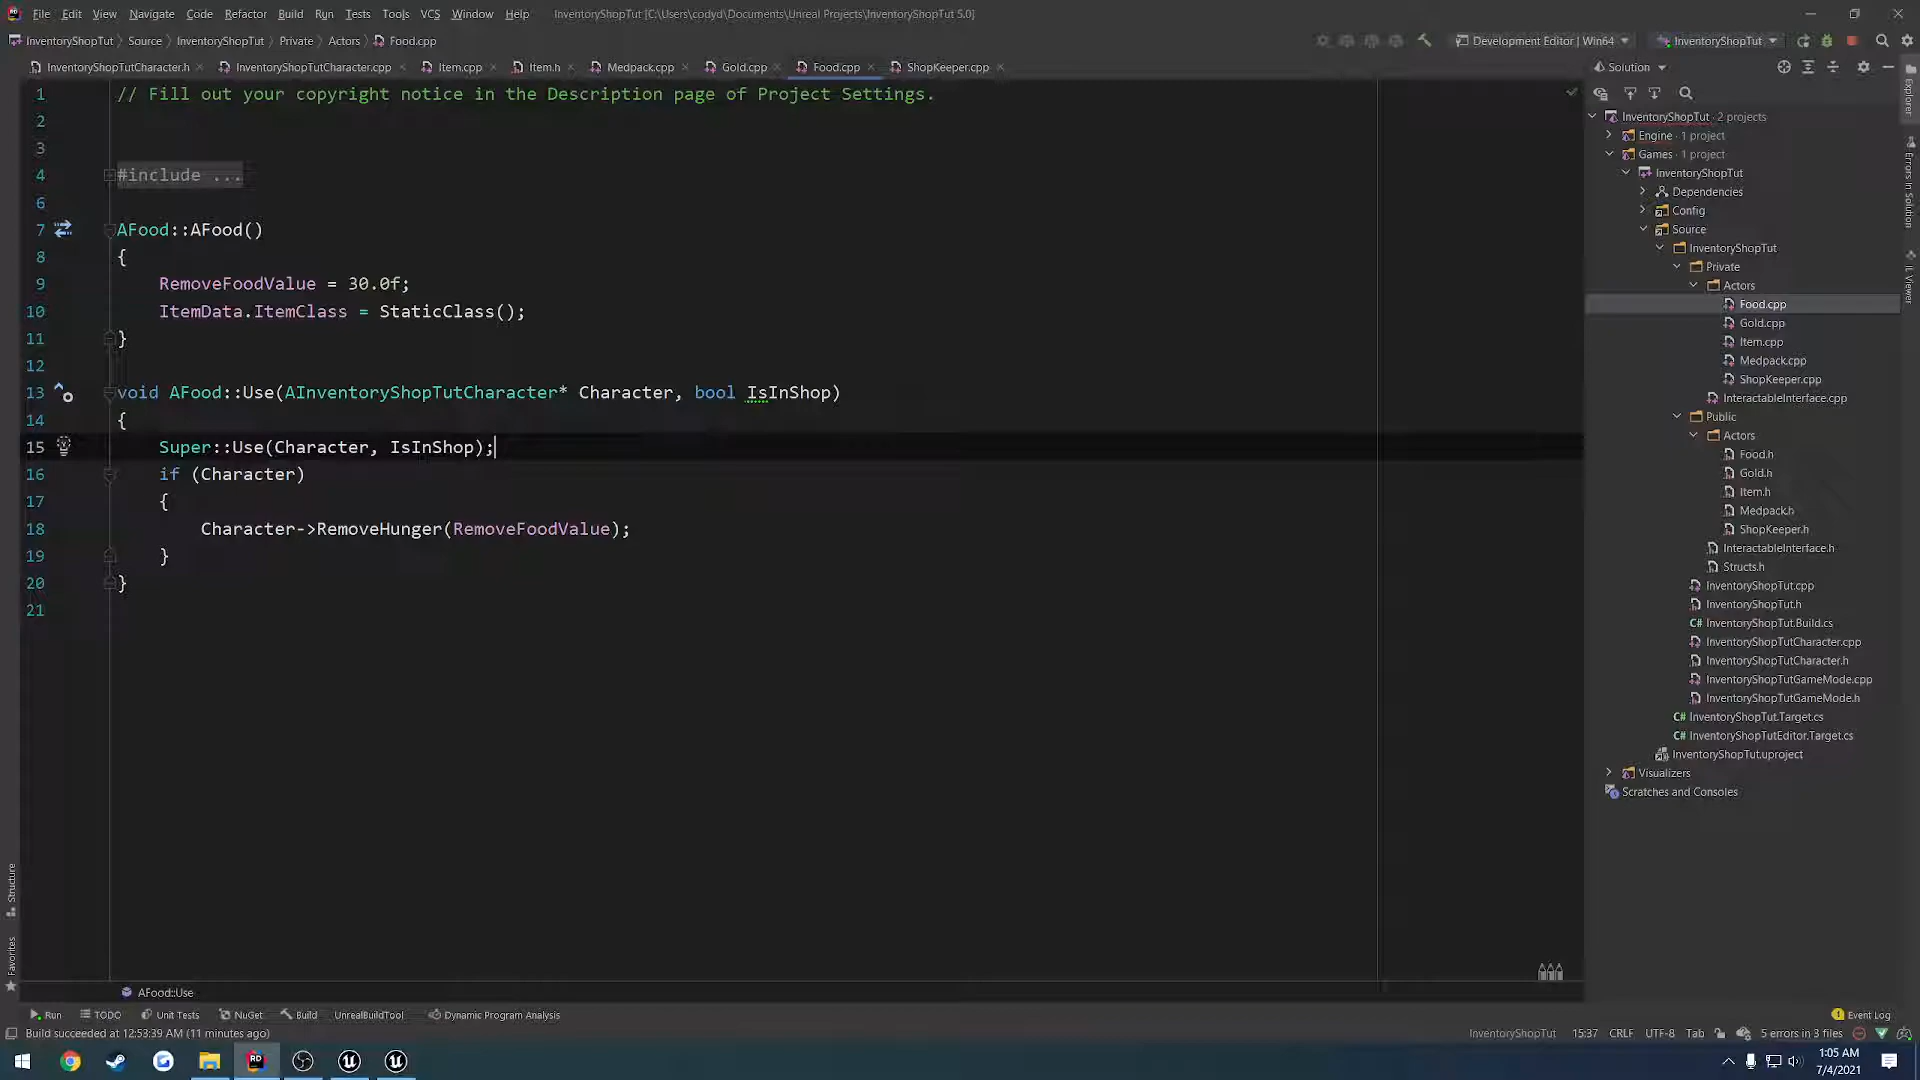 File Edit View Navigate Code Refactor Build Run Tests Tools VCS Window Help InventoryShopTut [C:\Users\codyd\Documents\Unreal Projects\InventoryShopTut 5.0]
InventoryShopTut Source InventoryShopTut Private Actors Food.cpp Development Editor | Win64 InventoryShopTut
InventoryShopTutCharacter.h InventoryShopTutCharacter.cpp Item.cpp Item.h Medpack.cpp Gold.cpp Food.cpp ShopKeeper.cpp
1 // Fill out your copyright notice in the Description page of Project Settings.
2
3
4 #include ...
6
7 AFood::AFood()
8 {
9 RemoveFoodValue = 30.0f;
10 ItemData.ItemClass = StaticClass();
11 }
12
13 void AFood::Use(AInventoryShopTutCharacter* Character, bool IsInShop)
14 {
15 Super::Use(Character, IsInShop);
16 if (Character)
17 {
18 Character->RemoveHunger(RemoveFoodValue);
19 }
20 }
21
Solution
InventoryShopTut · 2 projects
Engine · 1 project
Games · 1 project
InventoryShopTut
Dependencies
Config
Source
InventoryShopTut
Private
Actors
Food.cpp
Gold.cpp
Item.cpp
Medpack.cpp
ShopKeeper.cpp
InteractableInterface.cpp
Public
Actors
Food.h
Gold.h
Item.h
Medpack.h
ShopKeeper.h
InteractableInterface.h
Structs.h
InventoryShopTut.cpp
InventoryShopTut.h
C# InventoryShopTut.Build.cs
InventoryShopTutCharacter.cpp
InventoryShopTutCharacter.h
InventoryShopTutGameMode.cpp
InventoryShopTutGameMode.h
C# InventoryShopTut.Target.cs
C# InventoryShopTutEditor.Target.cs
InventoryShopTut.uproject
Visualizers
Scratches and Consoles
Explorer
Errors In Solution
IL Viewer
Structure
Favorites
AFood::Use
Run TODO Unit Tests NuGet Build UnrealBuildTool Dynamic Program Analysis Event Log
Build succeeded at 12:53:39 AM (11 minutes ago) InventoryShopTut 15:37 CRLF UTF-8 Tab 5 errors in 3 files
1:05 AM
7/4/2021